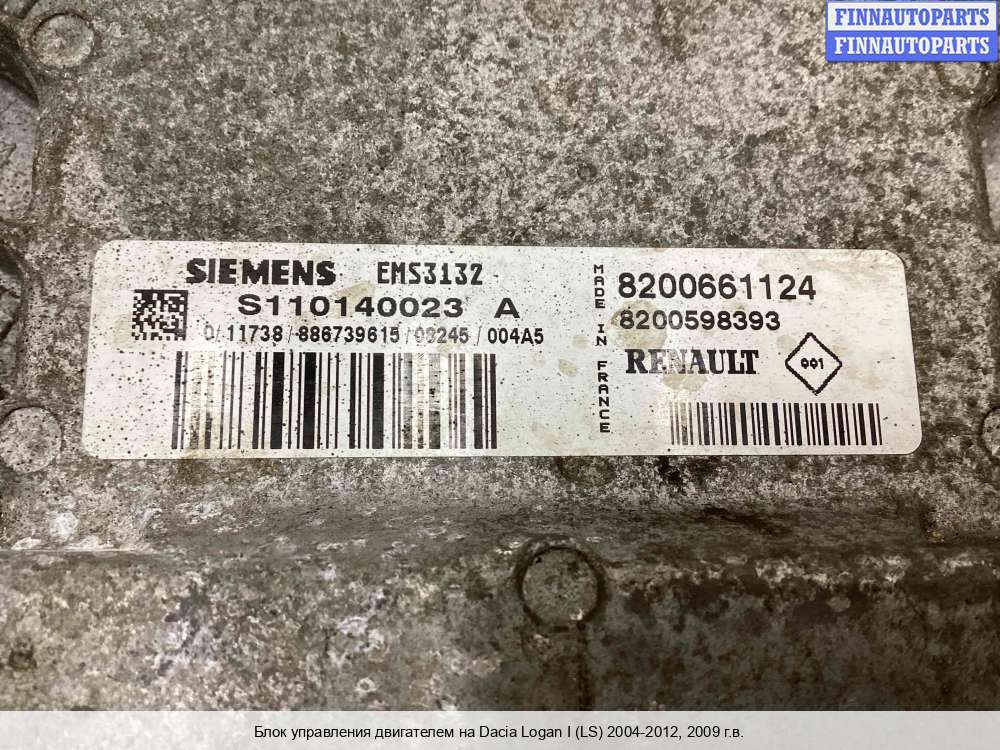 FINNAUTOPARTS
FINNAUTOPARTS
SIEMENS EMS3132
S110140023 A
0/11738/886739615/ /004A5
MADE IN FRANCE
8200661124
8200598393
RENAULT 001
Блок управления двигателем на Dacia Logan I (LS) 2004-2012, 2009 г.в.